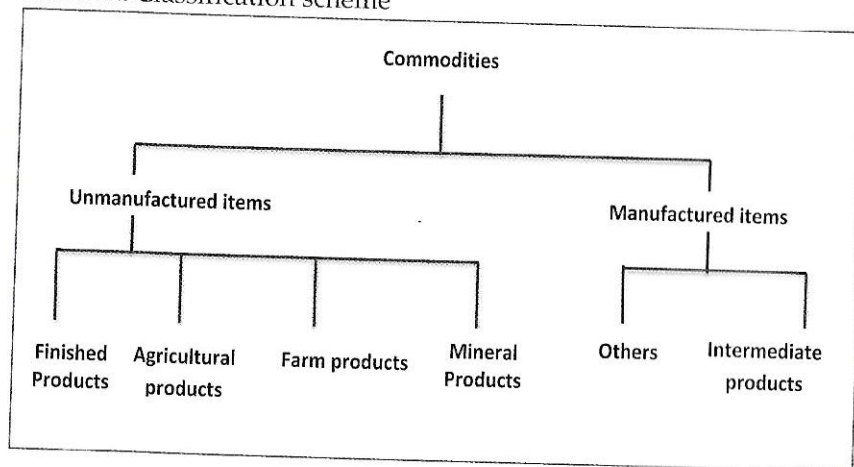 Classification scheme
Commodities
Unmanufactured items
Manufactured items
Finished
Products
Agricultural
products
Farm products
Mineral
Products
Others
Intermediate
products